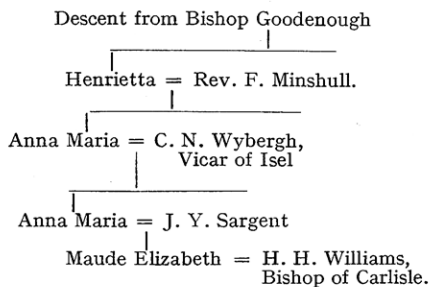 Descent from Bishop Goodenough
Henrietta = Rev. F. Minshull.
Anna Maria = C. N. Wybergh,
Vicar of Isel
Anna Maria = J. Y. Sargent
Maude Elizabeth = H. H. Williams,
Bishop of Carlisle.